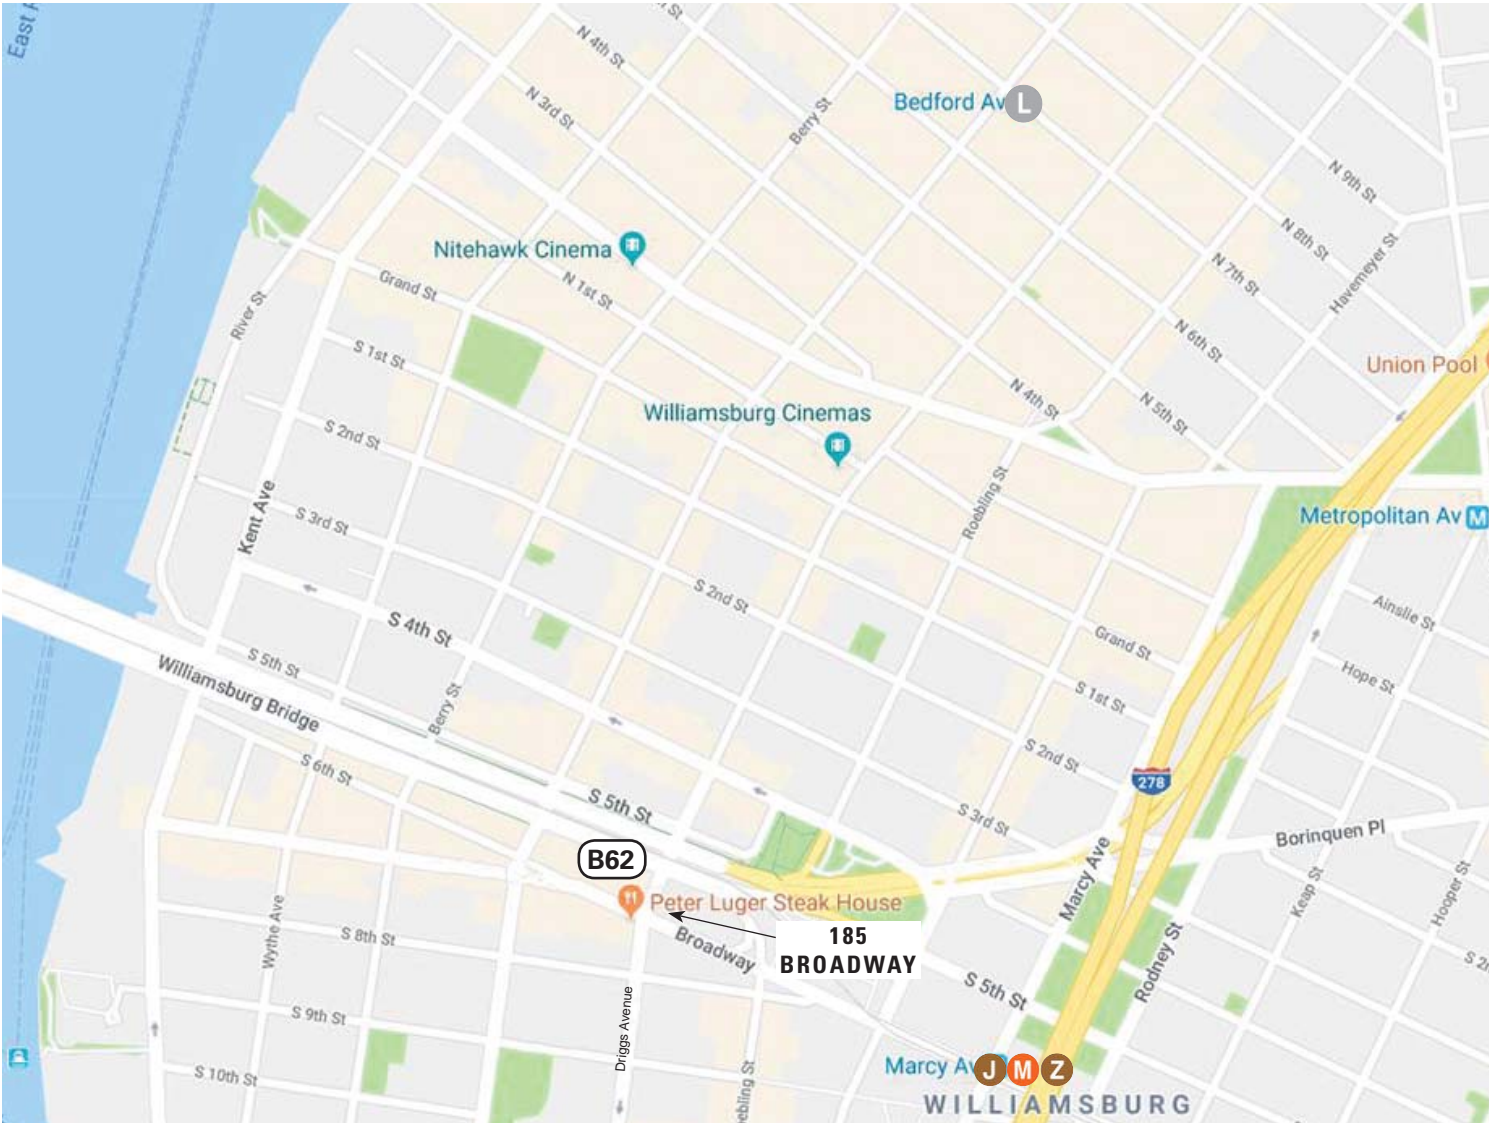 East
N 4th St
N 3rd St
Berry St
Bedford Av L
N 9th St
N 8th St
N 7th St
Havemeyer St
Nitehawk Cinema
N 1st St
Grand St
River St
S 1st St
N 6th St
Union Pool
N 4th St
N 5th St
Williamsburg Cinemas
S 2nd St
Roebling St
Kent Ave
S 3rd St
Metropolitan Av M
S 2nd St
Ainslie St
S 4th St
Grand St
Hope St
S 5th St
Williamsburg Bridge
Berry St
S 1st St
S 2nd St
S 6th St
278
S 5th St
S 3rd St
Borinquen Pl
B62
Marcy Ave
Keap St
Hooper St
Peter Luger Steak House
185
BROADWAY
Broadway
Wythe Ave
S 8th St
Rodney St
S 5th St
S 9th St
Driggs Avenue
S 10th St
Marcy Av J M Z
WILLIAMSBURG